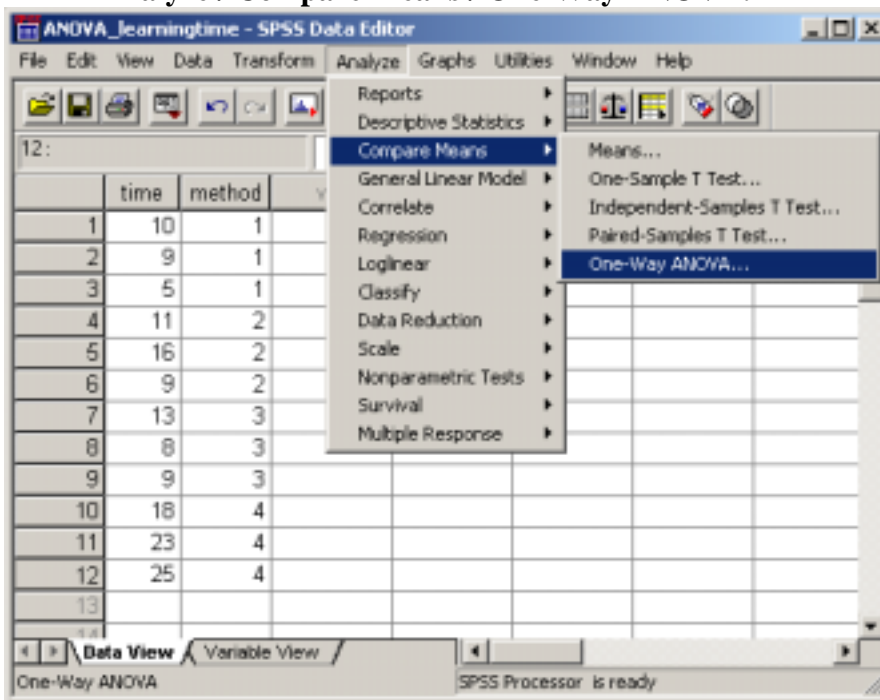 ANOVA_learningtime - SPSS Data Editor
File Edit View Data Transform Analyze Graphs Utilities Window Help
12:
Reports
Descriptive Statistics
Compare Means
General Linear Model
Correlate
Regression
Loglinear
Classify
Data Reduction
Scale
Nonparametric Tests
Survival
Multiple Response
Means...
One-Sample T Test...
Independent-Samples T Test...
Paired-Samples T Test...
One-Way ANOVA...
time method
1 10 1
2 9 1
3 5 1
4 11 2
5 16 2
6 9 2
7 13 3
8 8 3
9 9 3
10 18 4
11 23 4
12 25 4
13
14
Data View Variable View
One-Way ANOVA SPSS Processor is ready